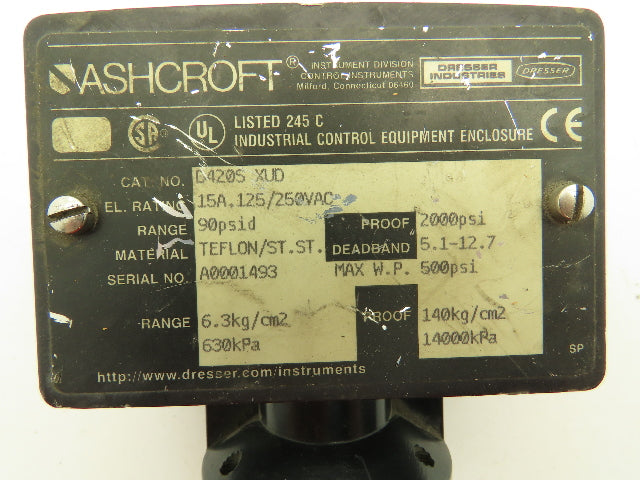 ASHCROFT®
INSTRUMENT DIVISION
CONTROL INSTRUMENTS
Milford, Connecticut 06460
DRESSER
INDUSTRIES
DRESSER
SA
UL
LISTED 245 C
INDUSTRIAL CONTROL EQUIPMENT ENCLOSURE
CE
CAT. NO. D420S XUD
EL. RATING 15A,125/250VAC
RANGE 90psid PROOF 2000psi
MATERIAL TEFLON/ST.ST. DEADBAND 5.1-12.7
SERIAL NO. A0001493 MAX W.P. 500psi
RANGE 6.3kg/cm2 PROOF 140kg/cm2
630kPa 14000kPa
SP
http://www.dresser.com/instruments